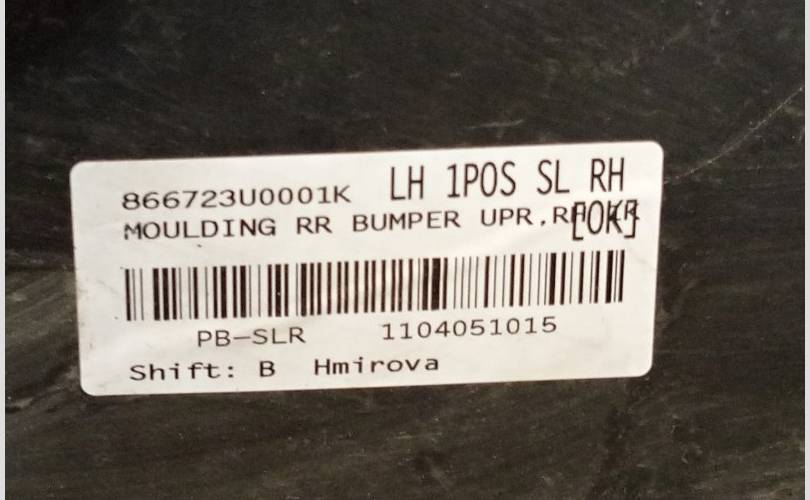 866723U0001K LH 1POS SL RH
MOULDING RR BUMPER UPR, [OK]
PB-SLR 1104051015
Shift: B Hmirova